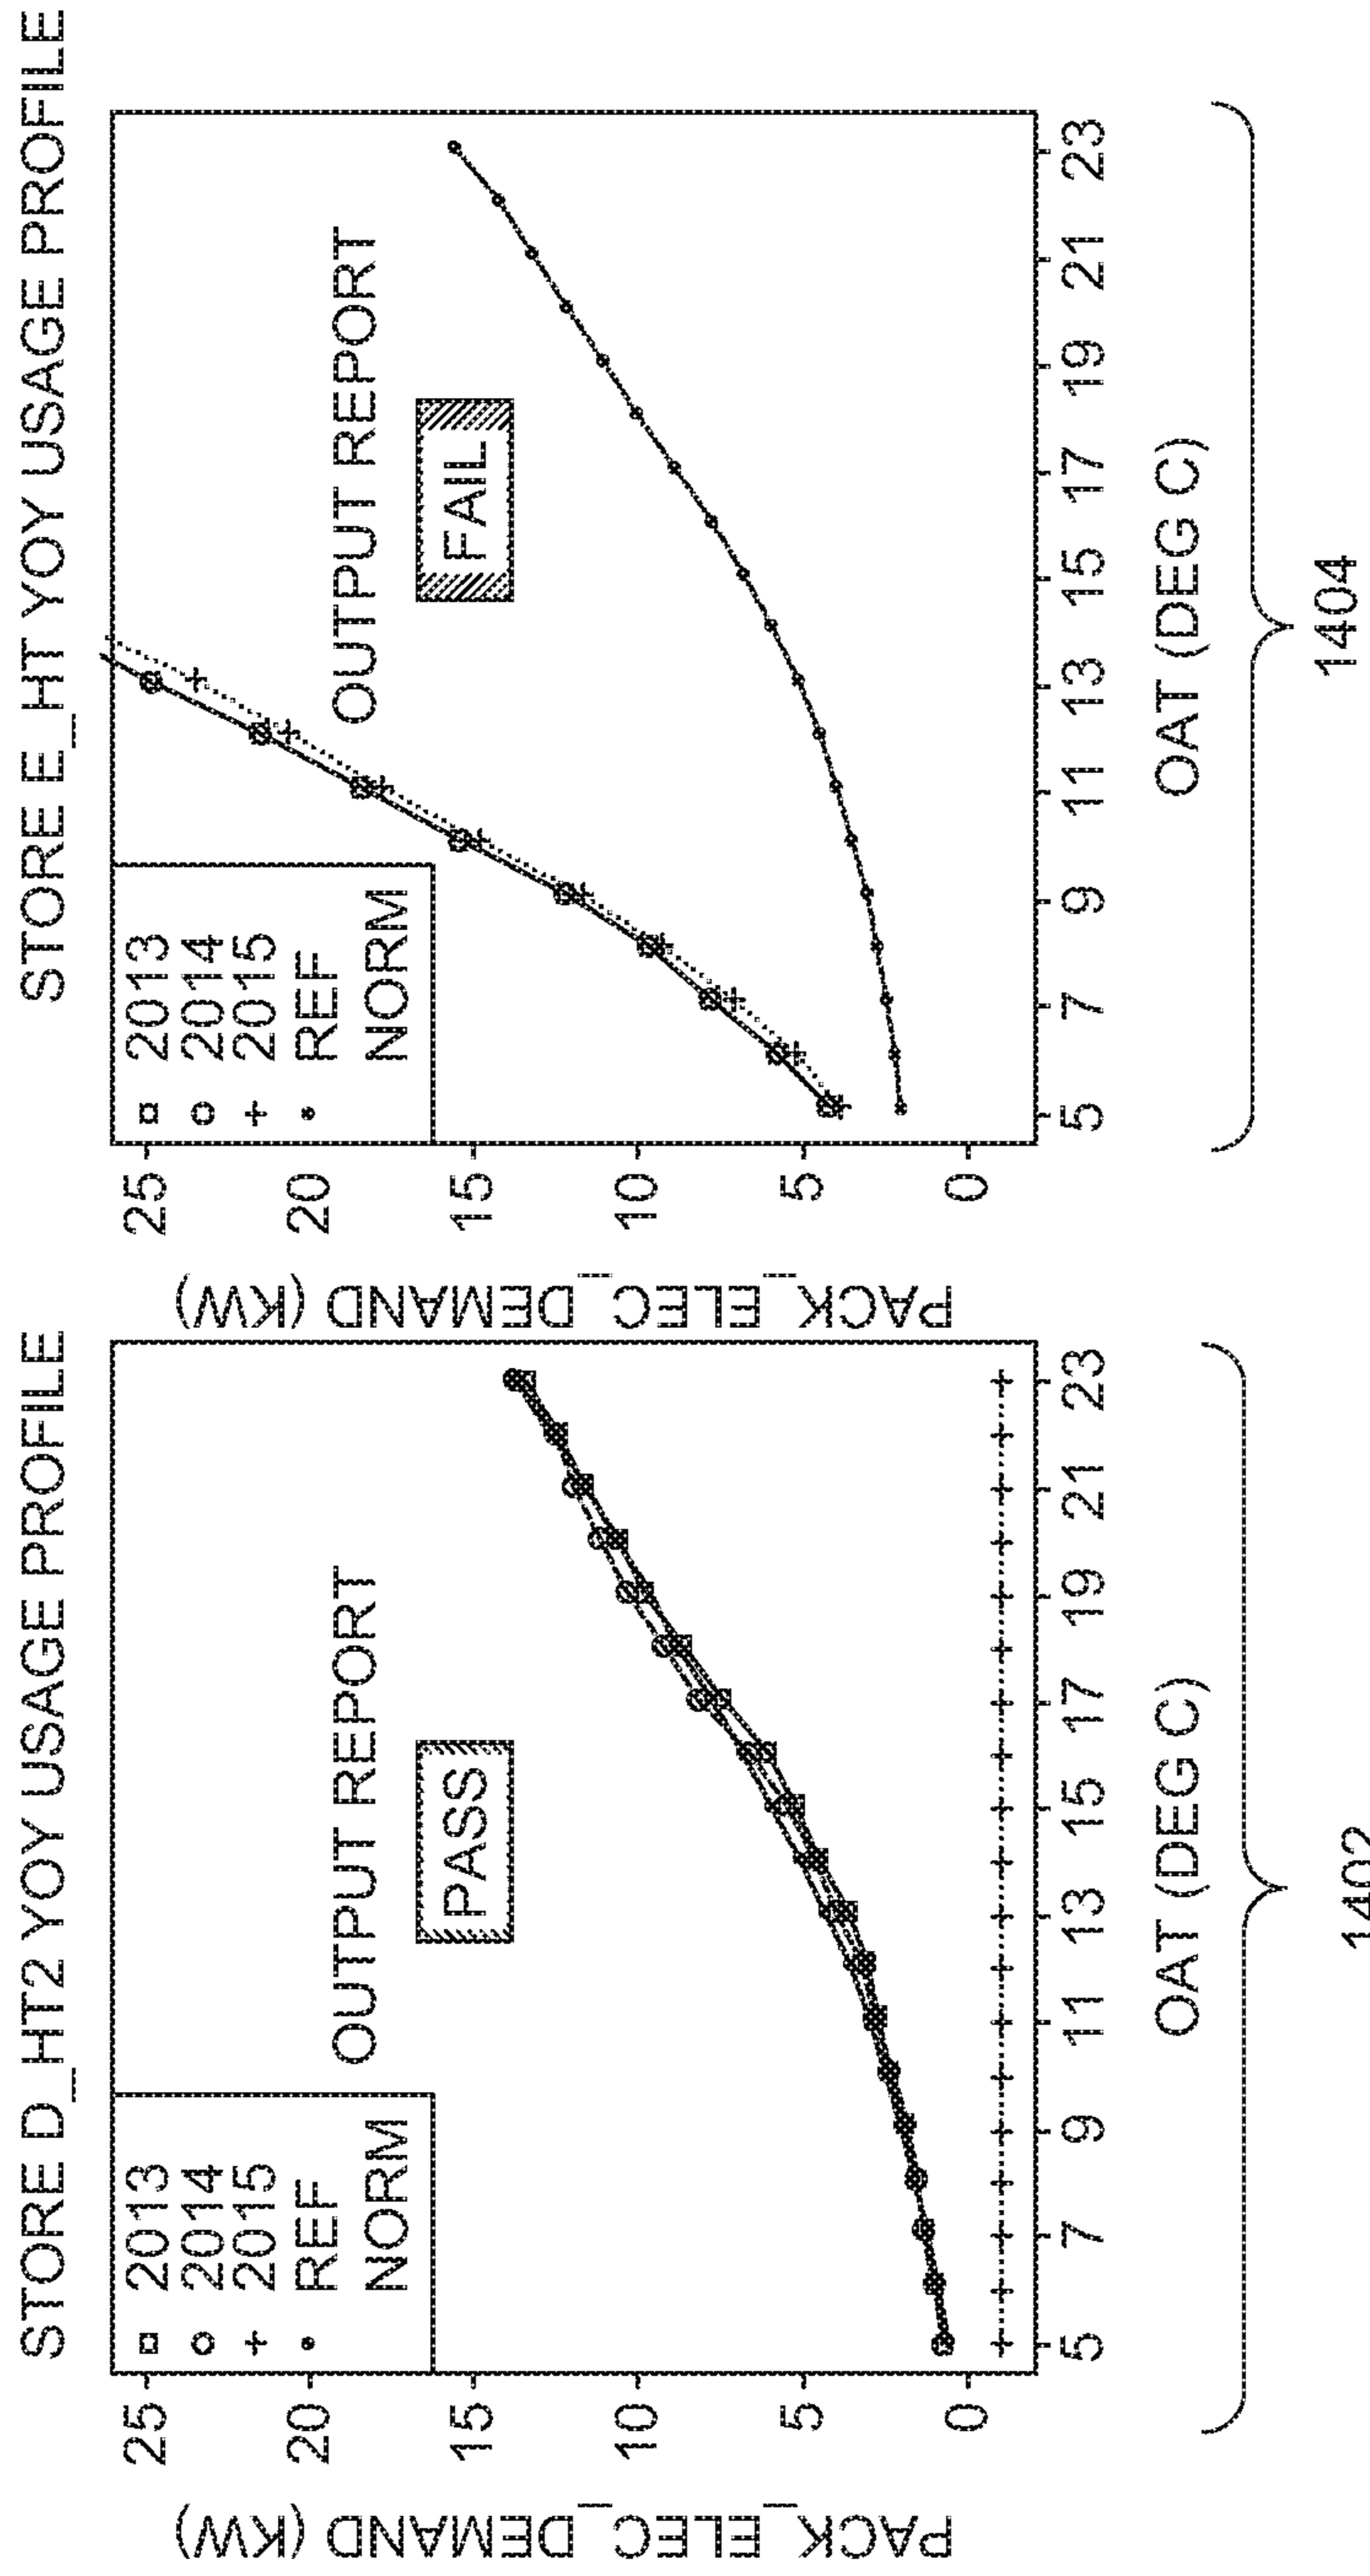 STORE D_HT2 YOY USAGE PROFILE
2013
2014
2015
REF
NORM
OUTPUT REPORT
PASS
25
20
15
10
5
0
PACK_ELEC_DEMAND (KW)
5 7 9 11 13 15 17 19 21 23
OAT (DEG C)
1402
STORE E_HT YOY USAGE PROFILE
2013
2014
2015
REF
NORM
OUTPUT REPORT
FAIL
25
20
15
10
5
0
PACK_ELEC_DEMAND (KW)
5 7 9 11 13 15 17 19 21 23
OAT (DEG C)
1404